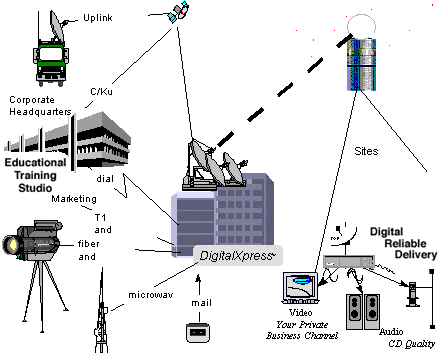 Uplink
C/Ku
Corporate
Headquarters
Educational
Training
Studio
dial
Marketing
T1
and
fiber
and
microwav
mail
DigitalXpress
Sites
Digital
Reliable
Delivery
Video
Your Private
Business Channel
Audio
CD Quality